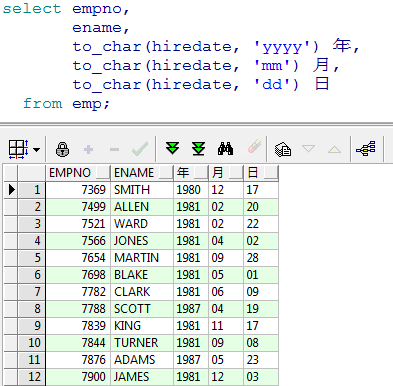 select empno,
ename,
to_char(hiredate, 'yyyy') 年,
to_char(hiredate, 'mm') 月,
to_char(hiredate, 'dd') 日
from emp;
EMPNO ENAME 年 月 日
1 7369 SMITH 1980 12 17
2 7499 ALLEN 1981 02 20
3 7521 WARD 1981 02 22
4 7566 JONES 1981 04 02
5 7654 MARTIN 1981 09 28
6 7698 BLAKE 1981 05 01
7 7782 CLARK 1981 06 09
8 7788 SCOTT 1987 04 19
9 7839 KING 1981 11 17
10 7844 TURNER 1981 09 08
11 7876 ADAMS 1987 05 23
12 7900 JAMES 1981 12 03